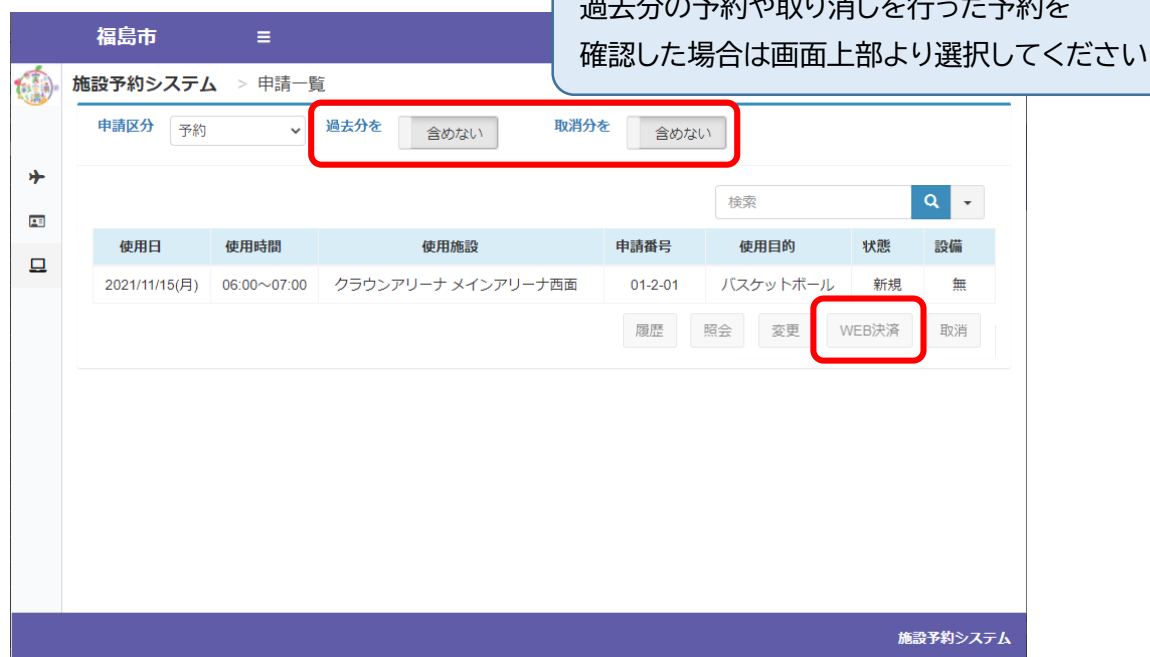 過去分の予約や取り消しを行った予約を
確認した場合は画面上部より選択してください
福島市
施設予約システム > 申請一覧
申請区分 予約 過去分を 含めない 取消分を 含めない
検索
使用日 使用時間 使用施設 申請番号 使用目的 状態 設備
2021/11/15(月) 06:00～07:00 クラウンアリーナ メインアリーナ西面 01-2-01 バスケットボール 新規 無
履歴 照会 変更 WEB決済 取消
施設予約システム